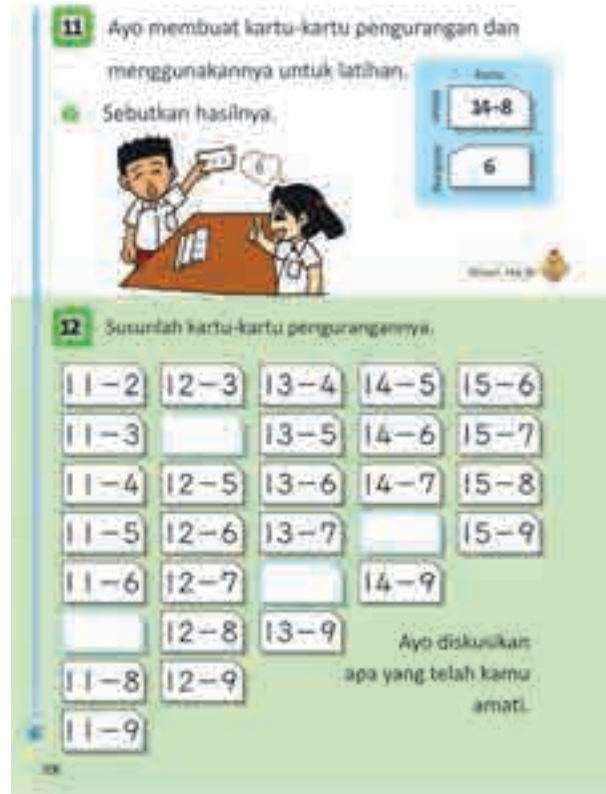 11 Ayo membuat kartu-kartu pengurangan dan
menggunakannya untuk latihan.
Sebutkan hasilnya.
14-8
6
6
12 Susunlah kartu-kartu pengurangannya.
11-2 12-3 13-4 14-5 15-6
11-3 13-5 14-6 15-7
11-4 12-5 13-6 14-7 15-8
11-5 12-6 13-7 15-9
11-6 12-7 14-9
12-8 13-9
11-8 12-9
11-9
Ayo diskusikan
apa yang telah kamu
amati.